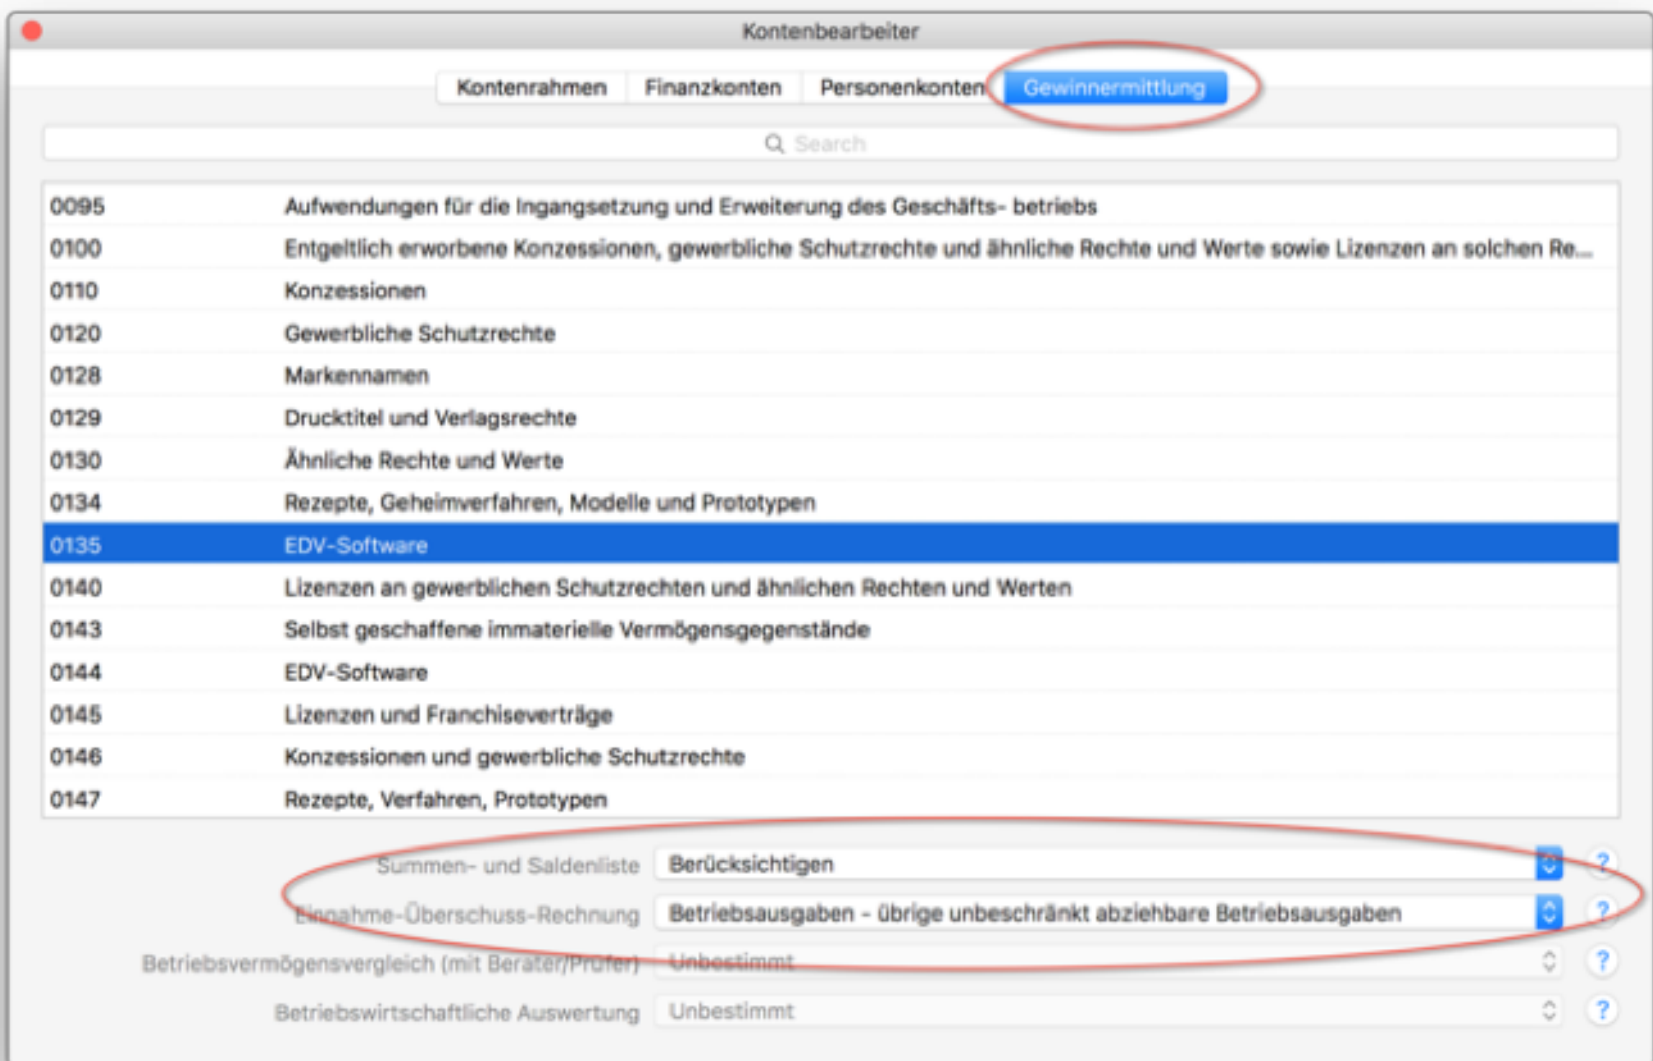 Kontenbearbeiter
Kontenrahmen Finanzkonten Personenkonten Gewinnermittlung
Search
0095 Aufwendungen für die Ingangsetzung und Erweiterung des Geschäfts- betriebs
0100 Entgeltlich erworbene Konzessionen, gewerbliche Schutzrechte und ähnliche Rechte und Werte sowie Lizenzen an solchen Re...
0110 Konzessionen
0120 Gewerbliche Schutzrechte
0128 Markennamen
0129 Drucktitel und Verlagsrechte
0130 Ähnliche Rechte und Werte
0134 Rezepte, Geheimverfahren, Modelle und Prototypen
0135 EDV-Software
0140 Lizenzen an gewerblichen Schutzrechten und ähnlichen Rechten und Werten
0143 Selbst geschaffene immaterielle Vermögensgegenstände
0144 EDV-Software
0145 Lizenzen und Franchiseverträge
0146 Konzessionen und gewerbliche Schutzrechte
0147 Rezepte, Verfahren, Prototypen
Summen- und Saldenliste Berücksichtigen ?
Einnahme-Überschuss-Rechnung Betriebsausgaben - übrige unbeschränkt abziehbare Betriebsausgaben ?
Betriebsvermögensvergleich (mit Berater/Prüfer) Unbestimmt ?
Betriebswirtschaftliche Auswertung Unbestimmt ?